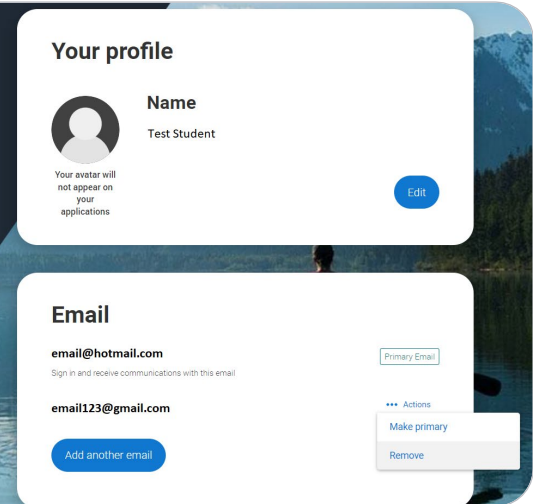 Your profile
Name
Test Student
Your avatar will
not appear on
your
applications
Edit
Email
email@hotmail.com
Primary Email
Sign in and receive communications with this email
email123@gmail.com
••• Actions
Make primary
Add another email
Remove